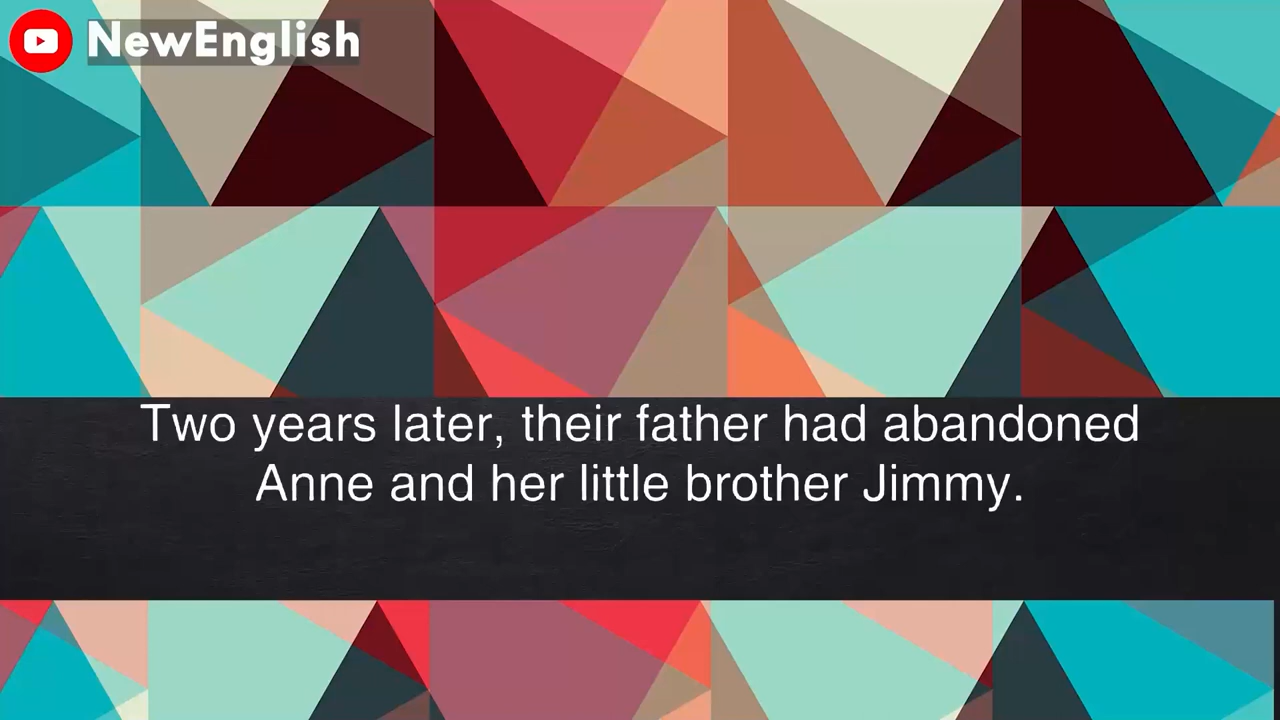 NewEnglish
Two years later, their father had abandoned
Anne and her little brother Jimmy.